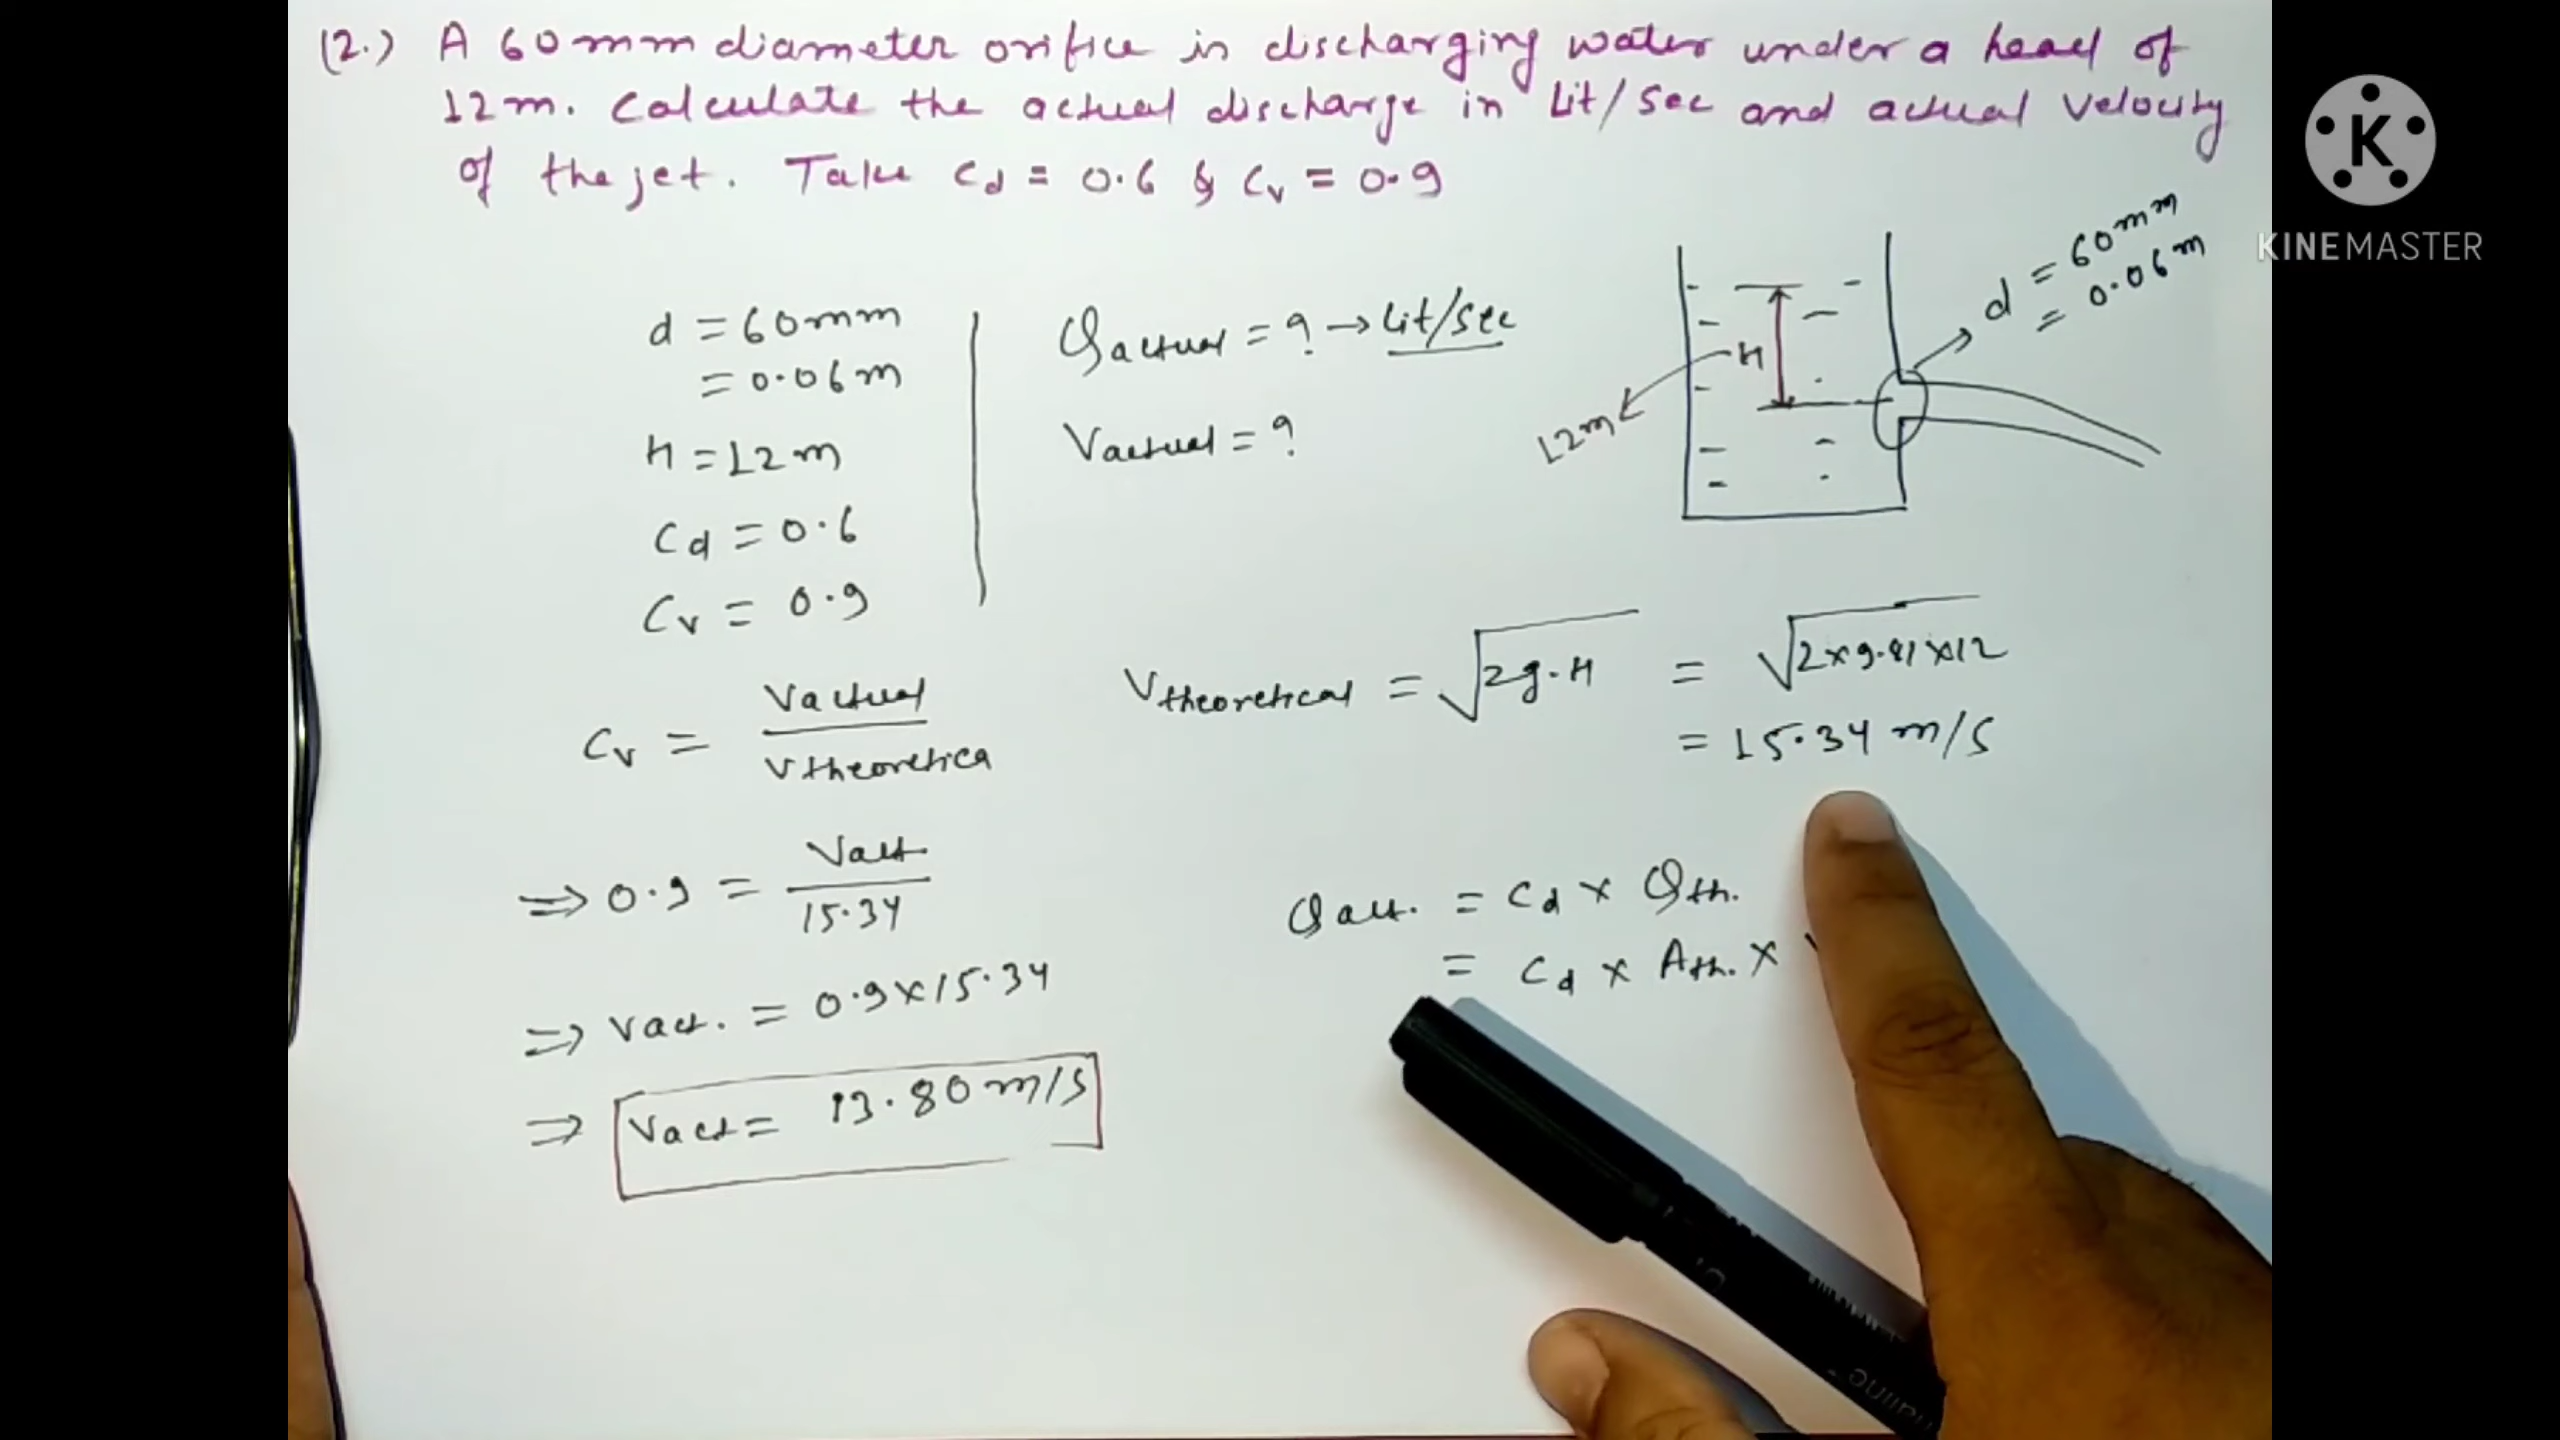 (2.) A 60mm diameter orifice in discharging water under a head of
12m. Calculate the actual discharge in Lit/sec and actual velocity
of the jet. Take Cd = 0.6 & Cv = 0.9
K
KINEMASTER
d = 60mm
= 0.06m
H = 12m
Cd = 0.6
Cv = 0.9
Qactual = ? → Lit/sec
Vactual = ?
H
12m
d = 60mm
= 0.06m
Cv = Vactual / Vtheoretica
Vtheoretical = √2g.H = √2×9.81×12
= 15.34 m/s
⇒ 0.9 = Vact. / 15.34
⇒ Vact. = 0.9×15.34
⇒ Vact = 13.80 m/s
Qact. = Cd × Qth.
= Cd × Ath. ×